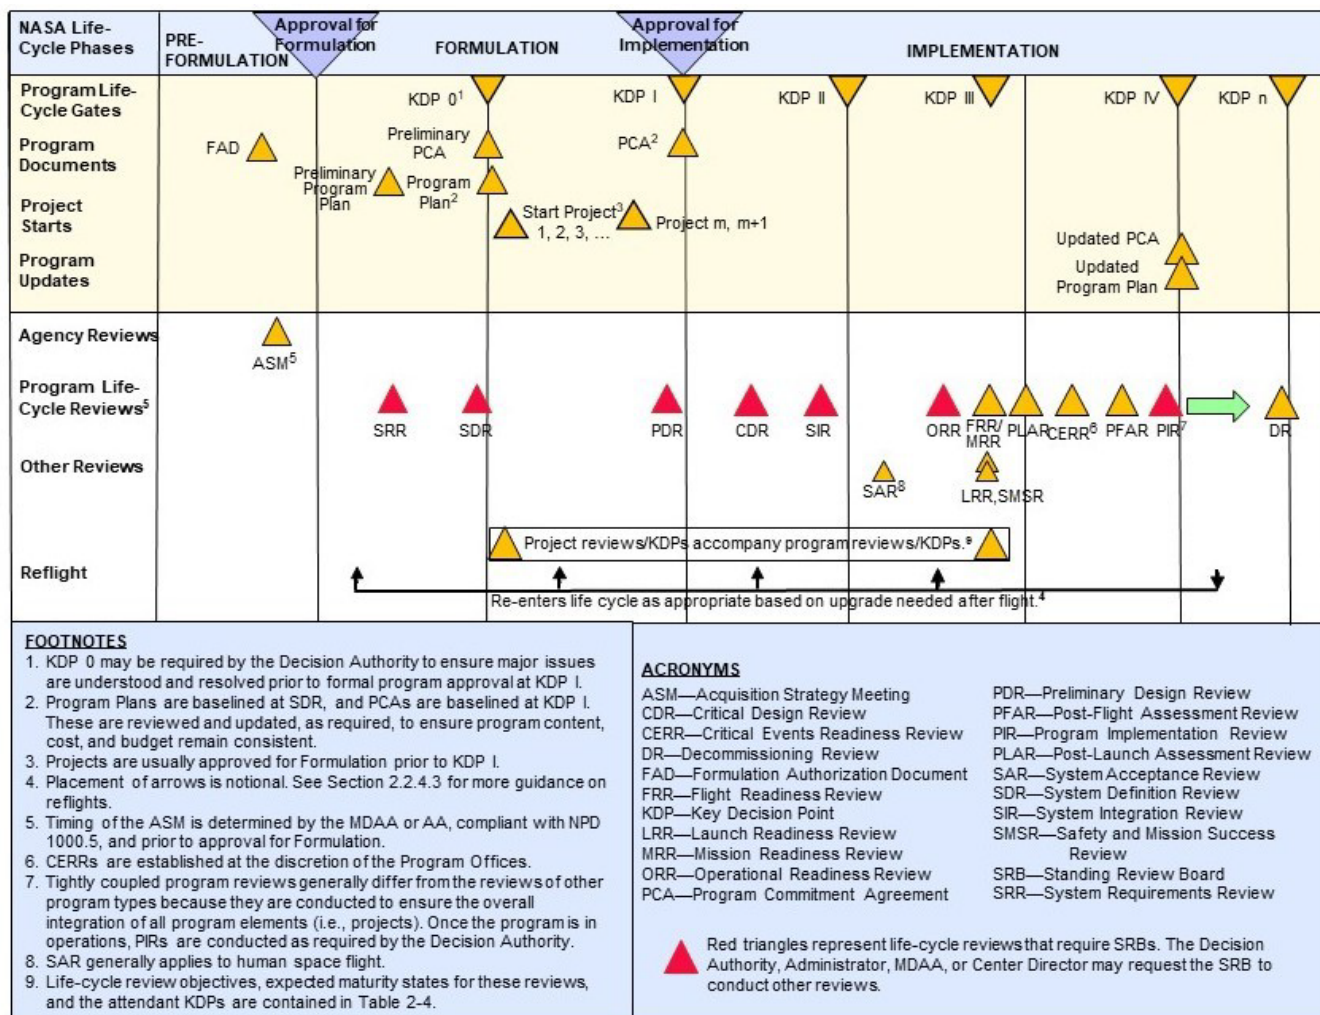 NASA Life-
Cycle Phases
PRE-
FORMULATION
Approval for
Formulation
FORMULATION
Approval for
Implementation
IMPLEMENTATION
Program Life-
Cycle Gates
KDP 0¹
KDP I
KDP II
KDP III
KDP IV
KDP n
Program
Documents
FAD
Preliminary
PCA
PCA²
Preliminary
Program
Plan
Program
Plan²
Project
Starts
Start Project³
1, 2, 3, ...
Project m, m+1
Program
Updates
Updated PCA
Updated
Program Plan
Agency Reviews
ASM⁵
Program Life-
Cycle Reviews⁵
SRR
SDR
PDR
CDR
SIR
ORR
FRR/
MRR
PLAR
CERR⁶
PFAR
PIR⁷
DR
Other Reviews
SAR⁸
LRR,SMSR
Project reviews/KDPs accompany program reviews/KDPs.⁹
Reflight
Re-enters life cycle as appropriate based on upgrade needed after flight.⁴
FOOTNOTES
1. KDP 0 may be required by the Decision Authority to ensure major issues
are understood and resolved prior to formal program approval at KDP I.
2. Program Plans are baselined at SDR, and PCAs are baselined at KDP I.
These are reviewed and updated, as required, to ensure program content,
cost, and budget remain consistent.
3. Projects are usually approved for Formulation prior to KDP I.
4. Placement of arrows is notional. See Section 2.2.4.3 for more guidance on
reflights.
5. Timing of the ASM is determined by the MDAA or AA, compliant with NPD
1000.5, and prior to approval for Formulation.
6. CERRs are established at the discretion of the Program Offices.
7. Tightly coupled program reviews generally differ from the reviews of other
program types because they are conducted to ensure the overall
integration of all program elements (i.e., projects). Once the program is in
operations, PIRs are conducted as required by the Decision Authority.
8. SAR generally applies to human space flight.
9. Life-cycle review objectives, expected maturity states for these reviews,
and the attendant KDPs are contained in Table 2-4.
ACRONYMS
ASM—Acquisition Strategy Meeting
CDR—Critical Design Review
CERR—Critical Events Readiness Review
DR—Decommissioning Review
FAD—Formulation Authorization Document
FRR—Flight Readiness Review
KDP—Key Decision Point
LRR—Launch Readiness Review
MRR—Mission Readiness Review
ORR—Operational Readiness Review
PCA—Program Commitment Agreement
PDR—Preliminary Design Review
PFAR—Post-Flight Assessment Review
PIR—Program Implementation Review
PLAR—Post-Launch Assessment Review
SAR—System Acceptance Review
SDR—System Definition Review
SIR—System Integration Review
SMSR—Safety and Mission Success
Review
SRB—Standing Review Board
SRR—System Requirements Review
Red triangles represent life-cycle reviews that require SRBs. The Decision
Authority, Administrator, MDAA, or Center Director may request the SRB to
conduct other reviews.